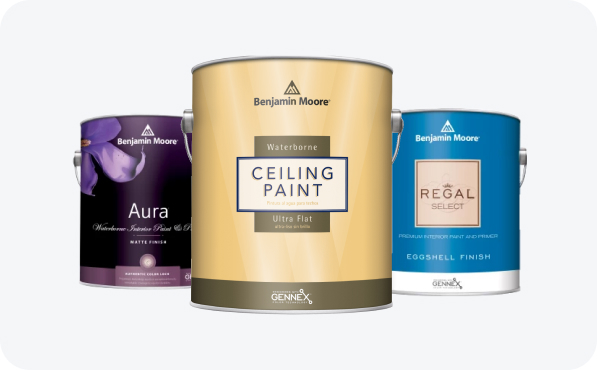 Benjamin Moore®
Aura
Waterborne Interior Paint &
MATTE FINISH
Benjamin Moore®
Waterborne
CEILING
PAINT
Ultra Flat
GENNEX
Benjamin Moore®
REGAL
SELECT
PREMIUM INTERIOR PAINT AND PRIMER
EGGSHELL FINISH
GENNEX